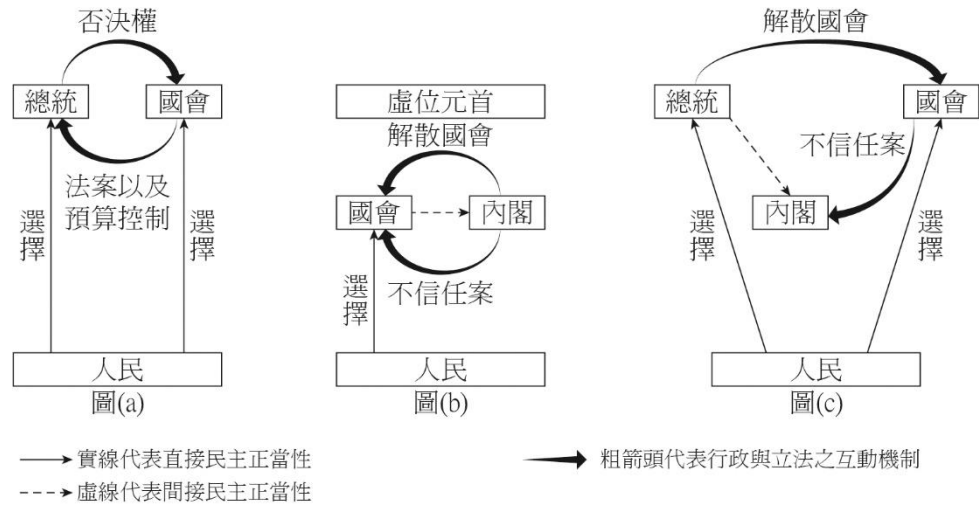 否決權
總統
國會
法案以及
預算控制
選擇
選擇
人民
圖(a)
虛位元首
解散國會
國會
內閣
不信任案
選擇
人民
圖(b)
解散國會
總統
國會
不信任案
內閣
選擇
選擇
人民
圖(c)
實線代表直接民主正當性
虛線代表間接民主正當性
粗箭頭代表行政與立法之互動機制